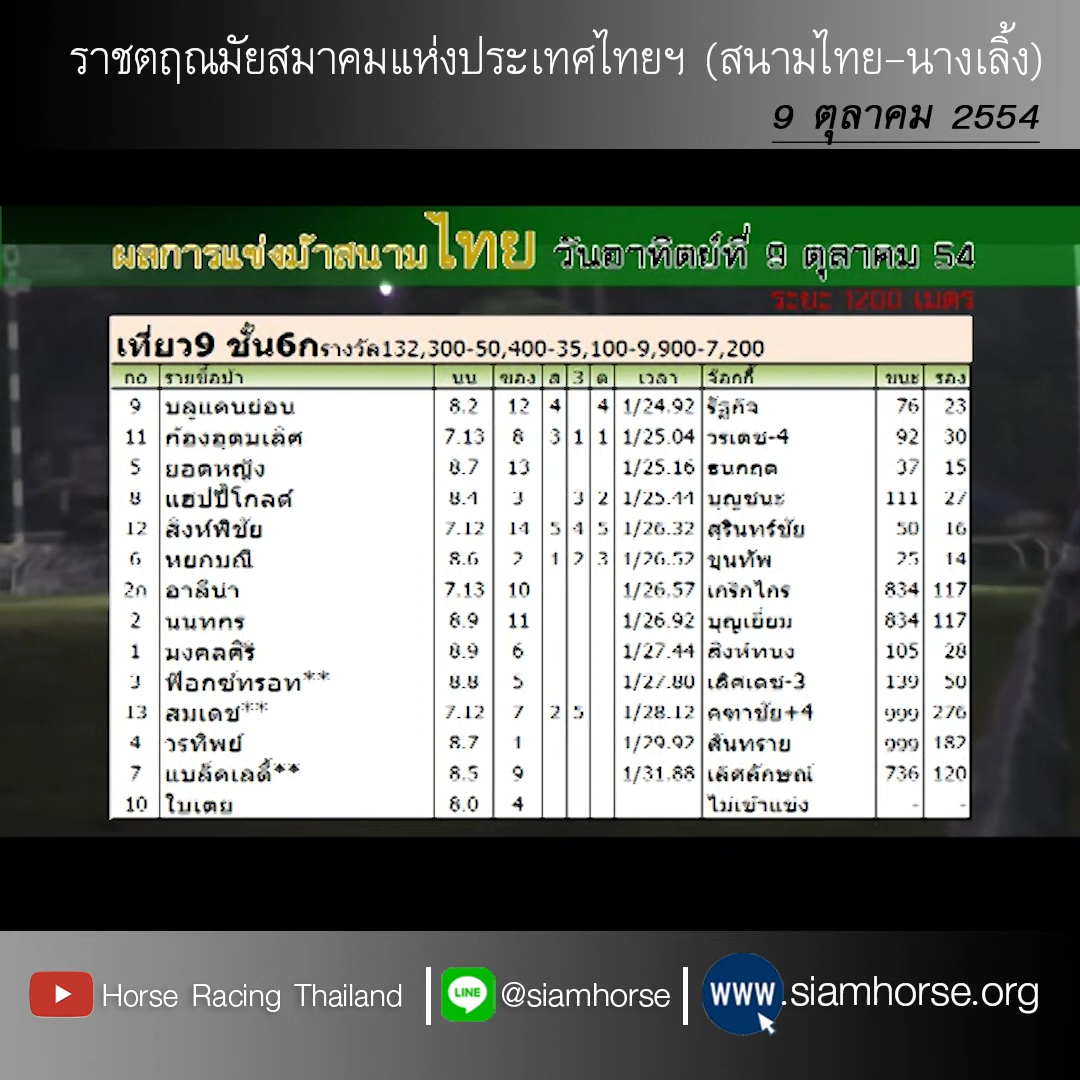 ราชตฤณมัยสมาคมแห่งประเทศไทยฯ (สนามไทย-นางเลิ้ง)
9 ตุลาคม 2554
ผลการแข่งม้าสนามไทย วันอาทิตย์ที่ 9 ตุลาคม 54
ระยะ 1200 เมตร
เที่ยว9 ชั้น6ก รางวัล132,300-50,400-35,100-9,900-7,200
no รายชื่อม้า นน ซอง ส 3 ต เวลา จ๊อกกี้ ชนะ รอง
9 บลูแดนย่อน 8.2 12 4 4 1/24.92 รัฐกิจ 76 23
11 ก้องอุดมเลิศ 7.13 8 3 1 1 1/25.04 วรเดช-4 92 30
5 ยอดหญิง 8.7 13 1/25.16 ธนกฤต 37 15
8 แฮปปี้โกลด์ 8.4 3 3 2 1/25.44 บุญชนะ 111 27
12 สิงห์พิชัย 7.12 14 5 4 5 1/26.32 สุรินทร์ชัย 50 16
6 หยกมณี 8.6 2 1 2 3 1/26.52 ขุนทัพ 25 14
2ก อาลีน่า 7.13 10 1/26.57 เกริกไกร 834 117
2 นนทกร 8.9 11 1/26.92 บุญเยี่ยม 834 117
1 มงคลศิริ 8.9 6 1/27.44 สิงห์ทนง 105 28
3 ฟ็อกซ์ทรอท** 8.8 5 1/27.80 เลิศเดช-3 139 50
13 สมเดช** 7.12 7 2 5 1/28.12 คฑาชัย+4 999 276
4 วรทิพย์ 8.7 1 1/29.92 สันทราย 999 182
7 แบล็คเลดี้** 8.5 9 1/31.88 เลิศลักษณ์ 736 120
10 ใบเตย 8.0 4 ไม่เข้าแข่ง - -
Horse Racing Thailand | LINE @siamhorse | www.siamhorse.org